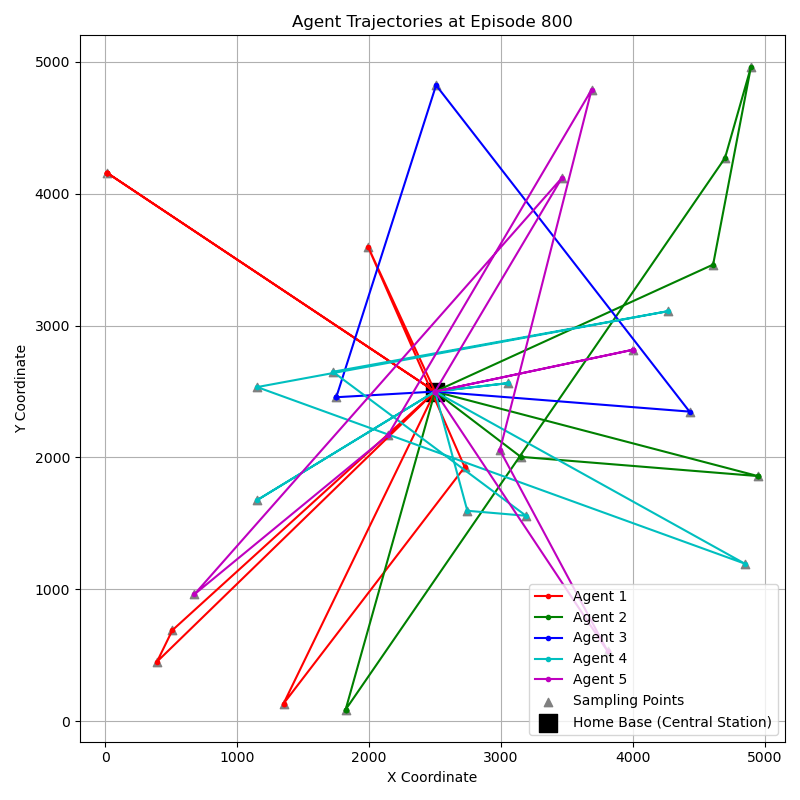 Agent Trajectories at Episode 800
5000
4000
3000
2000
1000
0
Y Coordinate
0 1000 2000 3000 4000 5000
X Coordinate
Agent 1
Agent 2
Agent 3
Agent 4
Agent 5
Sampling Points
Home Base (Central Station)